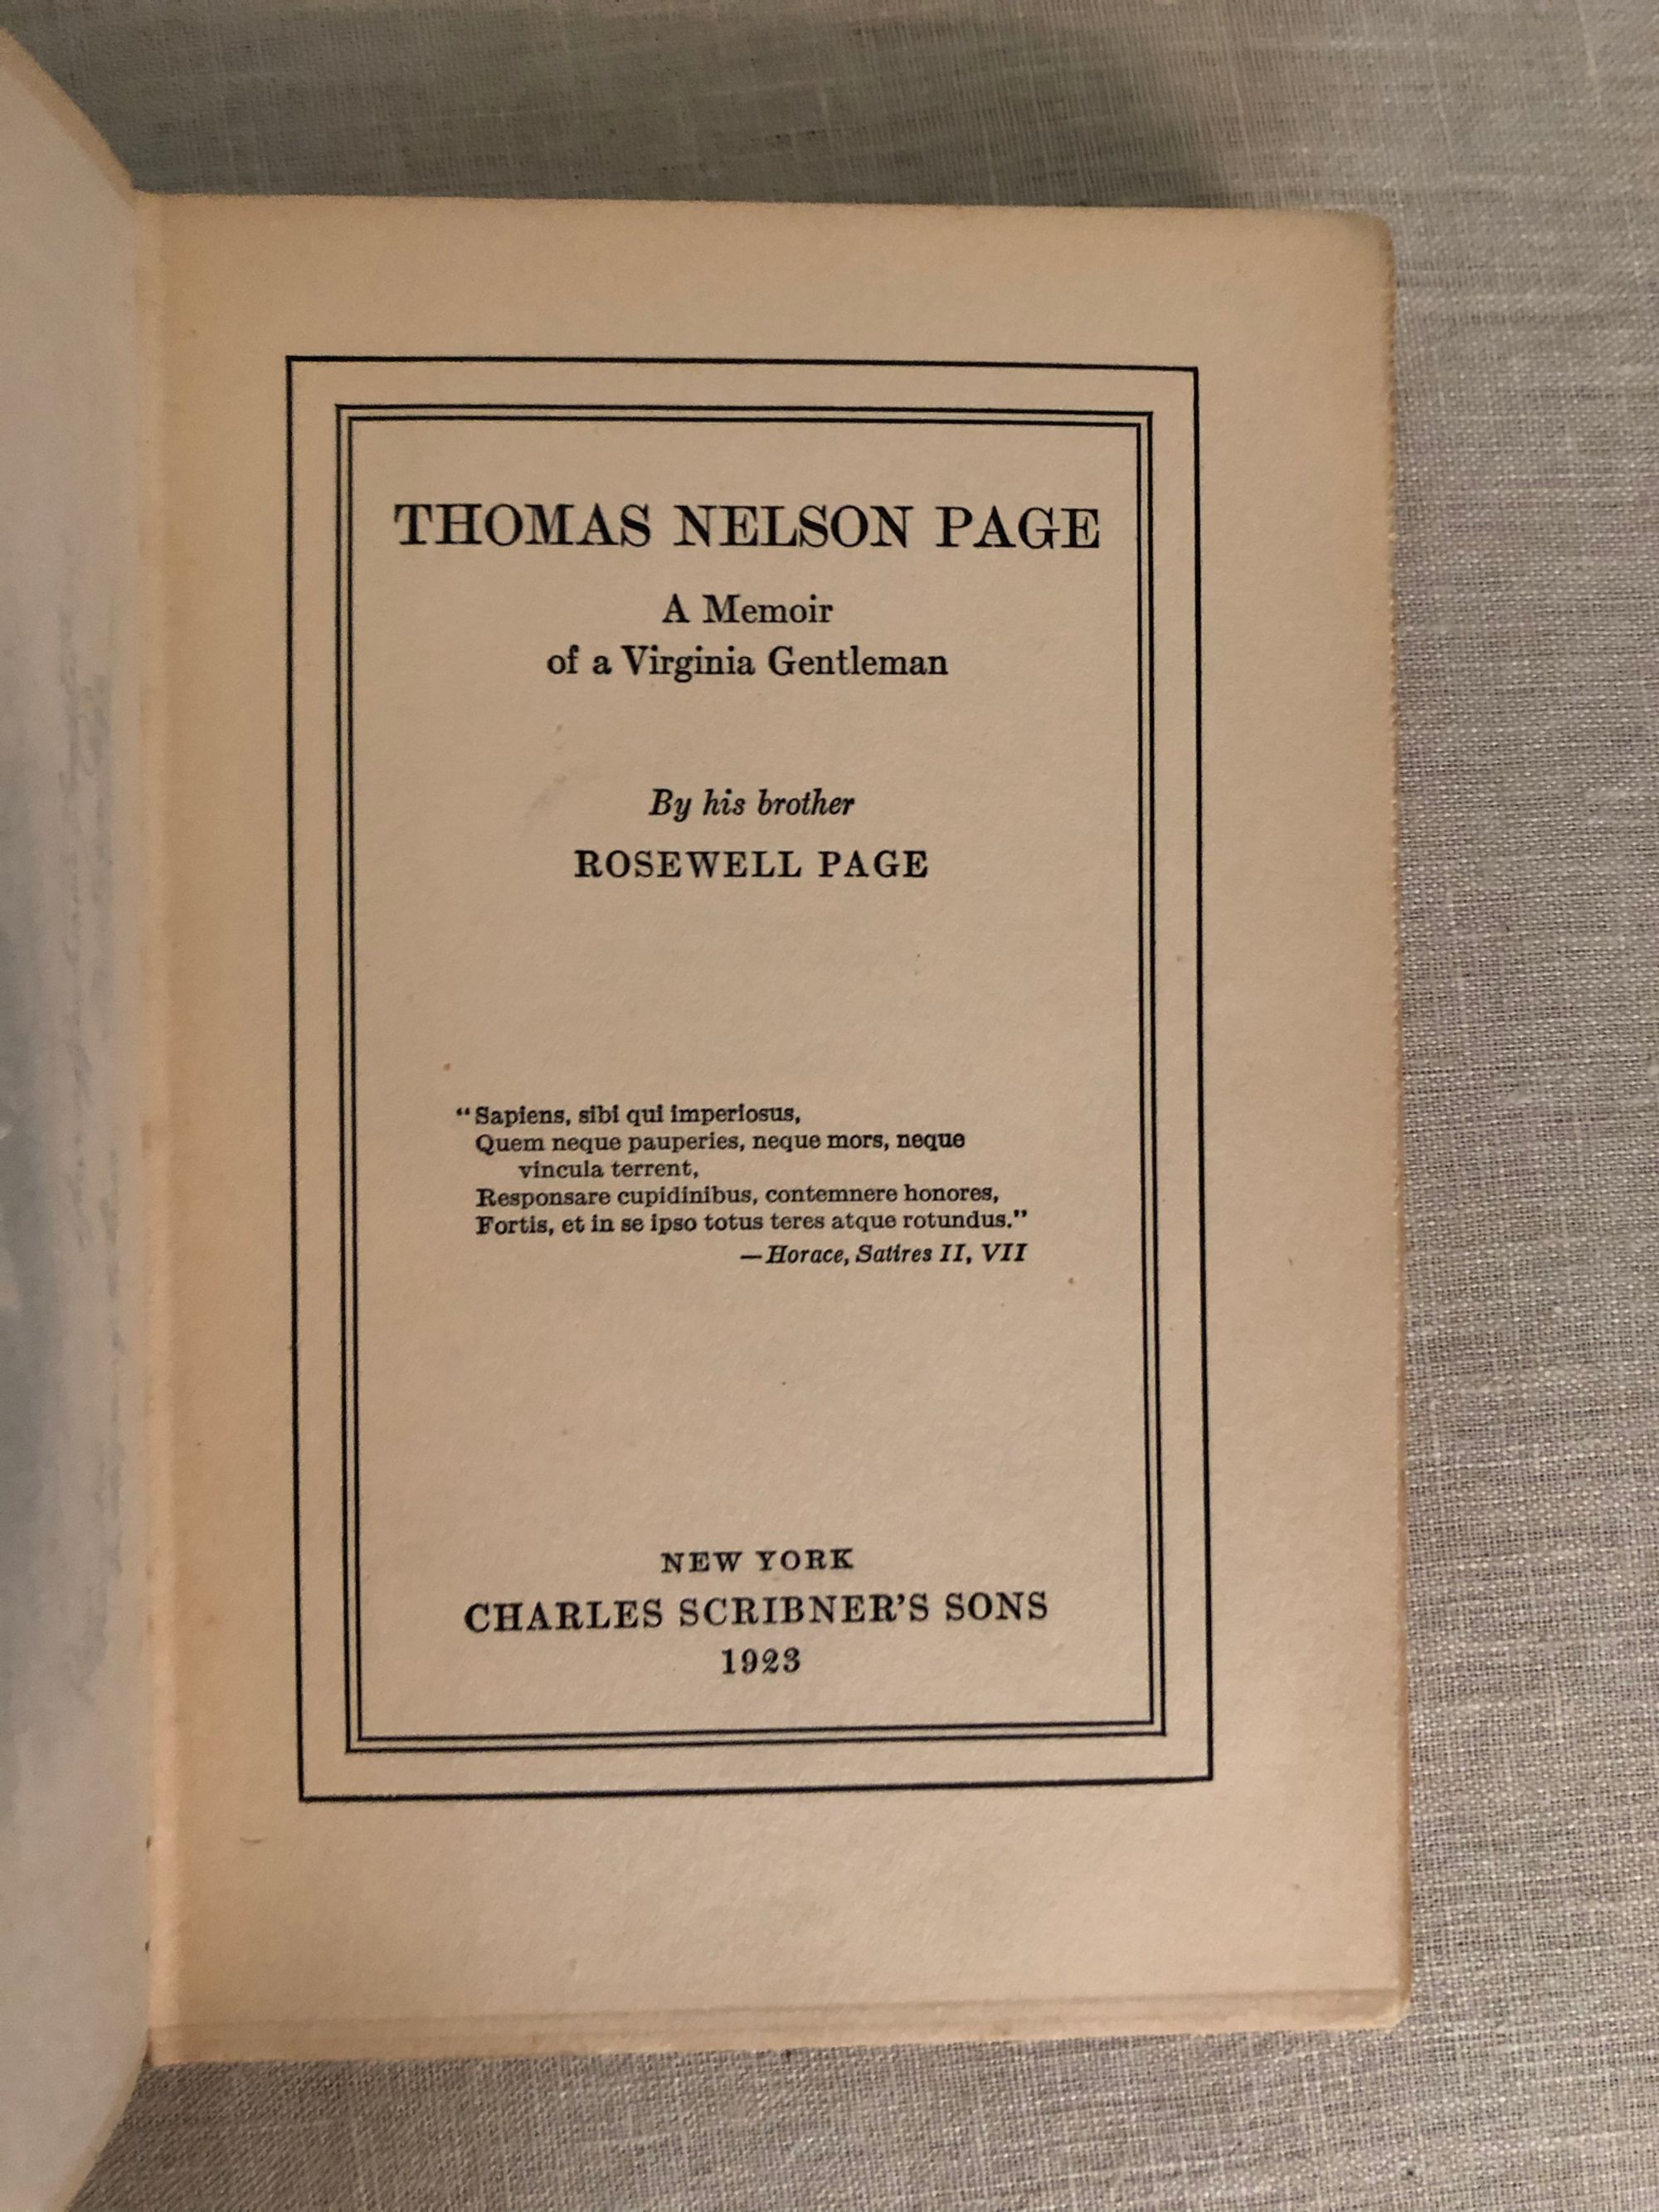 THOMAS NELSON PAGE
A Memoir
of a Virginia Gentleman
By his brother
ROSEWELL PAGE
“Sapiens, sibi qui imperiosus,
Quem neque pauperies, neque mors, neque
vincula terrent,
Responsare cupidinibus, contemnere honores,
Fortis, et in se ipso totus teres atque rotundus.”
—Horace, Satires II, VII
NEW YORK
CHARLES SCRIBNER’S SONS
1923